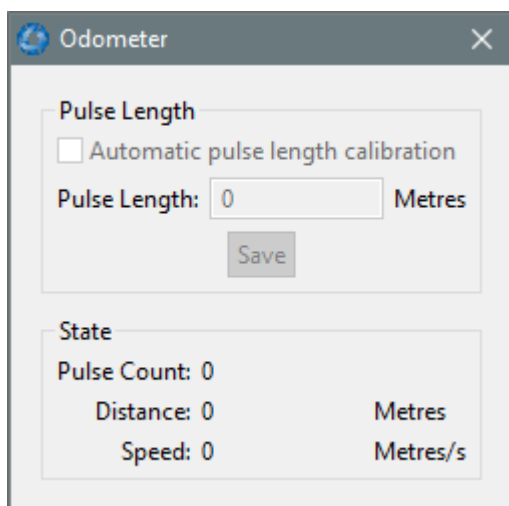 Odometer
Pulse Length
Automatic pulse length calibration
Pulse Length: 0 Metres
Save
State
Pulse Count: 0
Distance: 0 Metres
Speed: 0 Metres/s